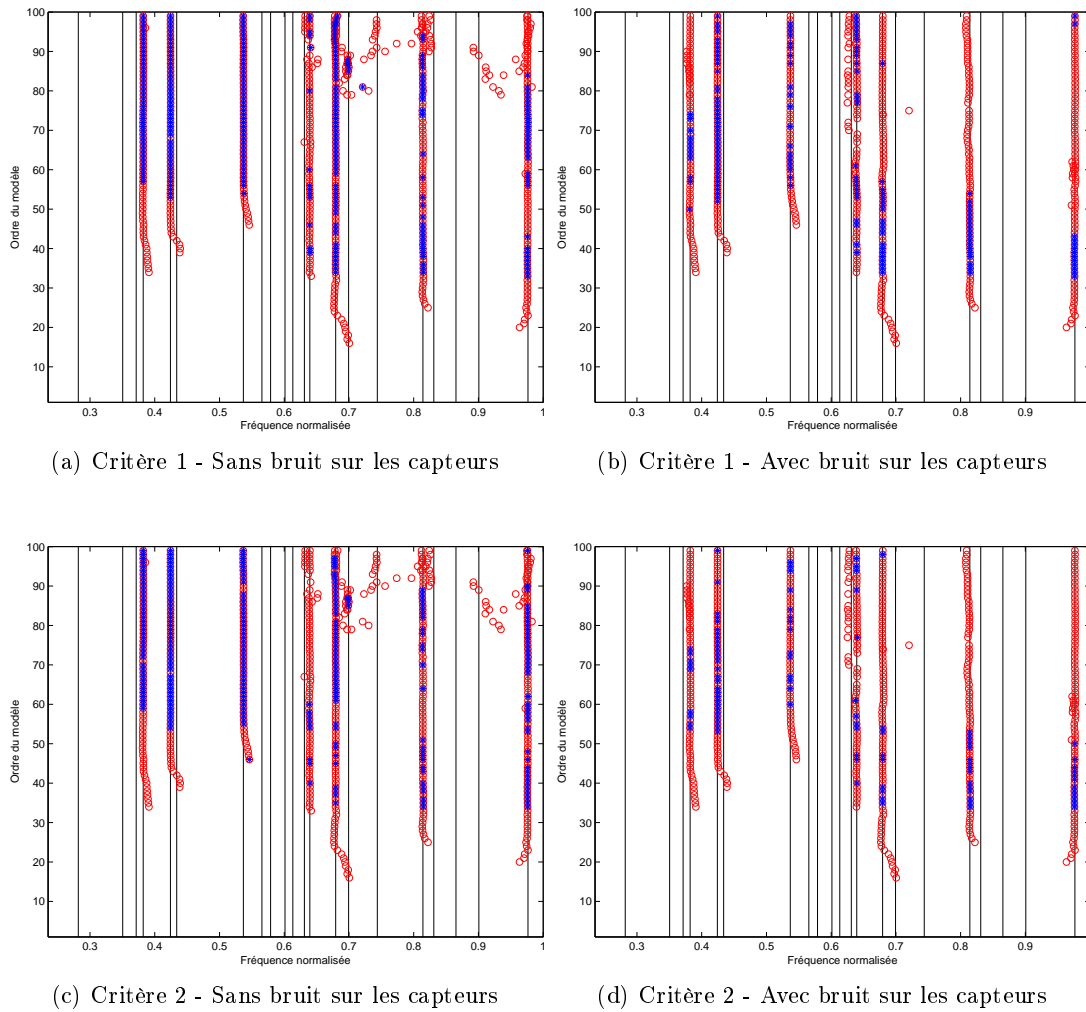 100
90
80
70
60
50
40
30
20
10
Ordre du modèle
0.3 0.4 0.5 0.6 0.7 0.8 0.9 1
Fréquence normalisée
(a) Critère 1 - Sans bruit sur les capteurs
100
90
80
70
60
50
40
30
20
10
Ordre du modèle
0.3 0.4 0.5 0.6 0.7 0.8 0.9
Fréquence normalisée
(b) Critère 1 - Avec bruit sur les capteurs
100
90
80
70
60
50
40
30
20
10
Ordre du modèle
0.3 0.4 0.5 0.6 0.7 0.8 0.9 1
Fréquence normalisée
(c) Critère 2 - Sans bruit sur les capteurs
100
90
80
70
60
50
40
30
20
10
Ordre du modèle
0.3 0.4 0.5 0.6 0.7 0.8 0.9
Fréquence normalisée
(d) Critère 2 - Avec bruit sur les capteurs